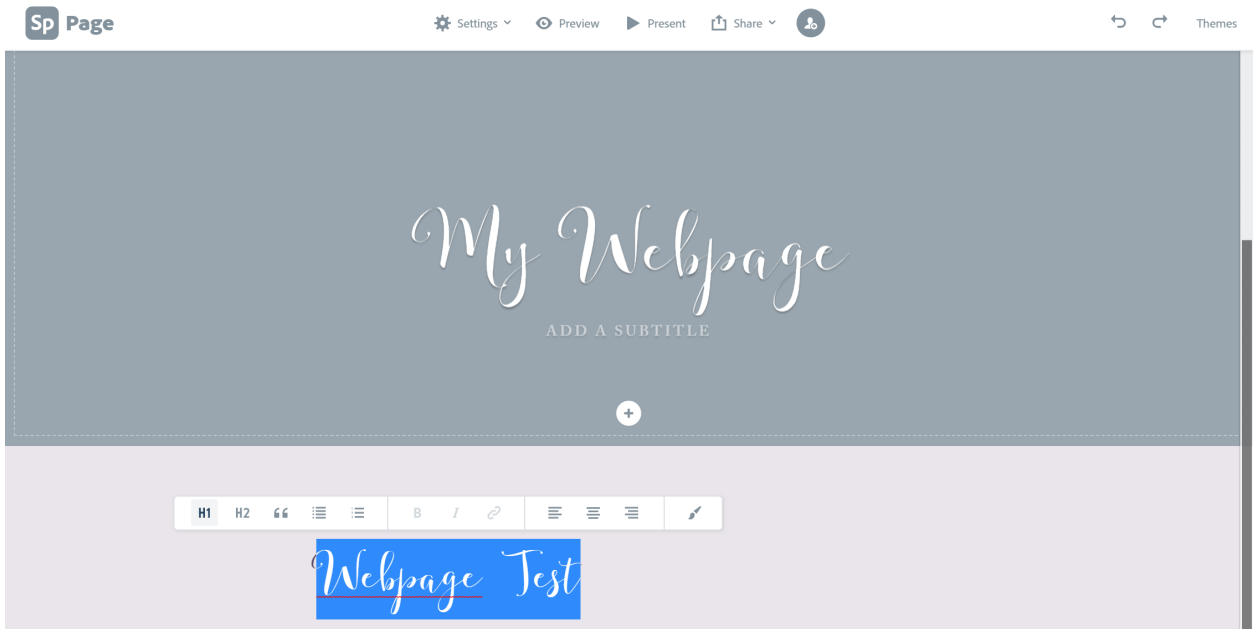 Sp Page Settings Preview Present Share Themes
My Webpage
ADD A SUBTITLE
H1 H2 B I
Webpage Test